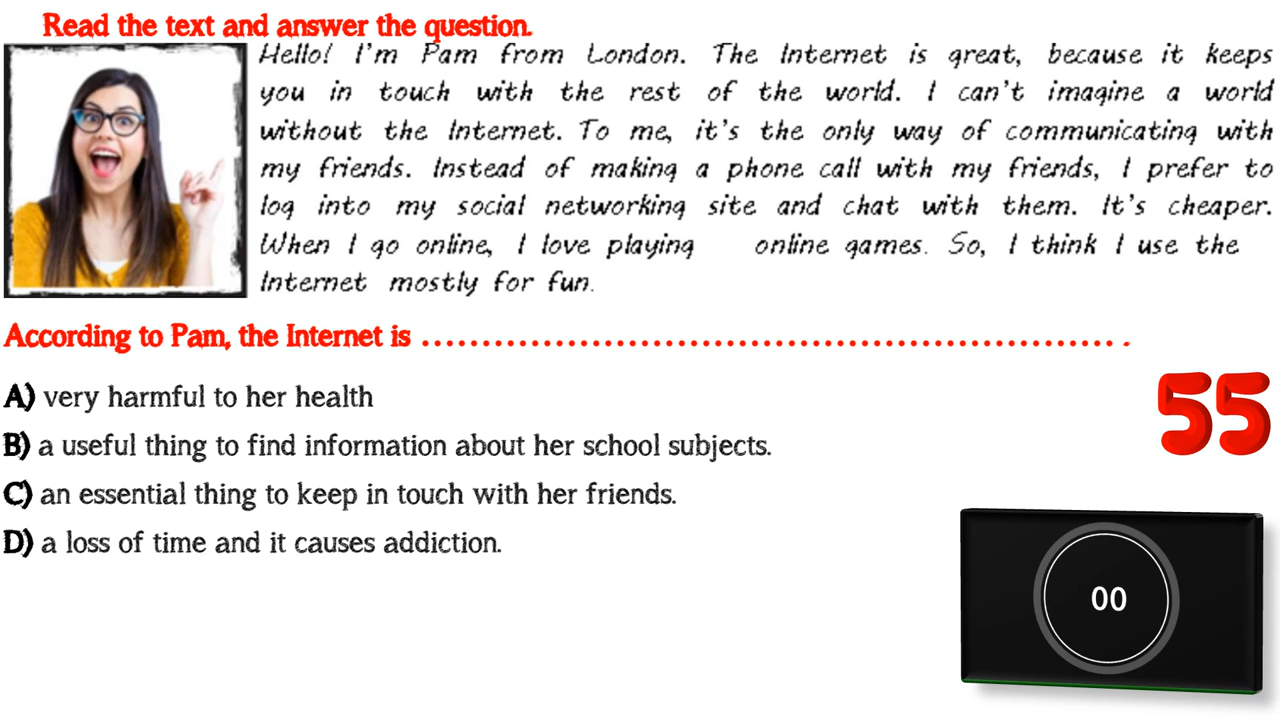 Read the text and answer the question.
Hello! I'm Pam from London. The Internet is great, because it keeps
you in touch with the rest of the world. I can't imagine a world
without the Internet. To me, it's the only way of communicating with
my friends. Instead of making a phone call with my friends, I prefer to
log into my social networking site and chat with them. It's cheaper.
When I go online, I love playing online games. So, I think I use the
Internet mostly for fun.
According to Pam, the Internet is ............................................................ .
A) very harmful to her health
B) a useful thing to find information about her school subjects.
C) an essential thing to keep in touch with her friends.
D) a loss of time and it causes addiction.
55
00